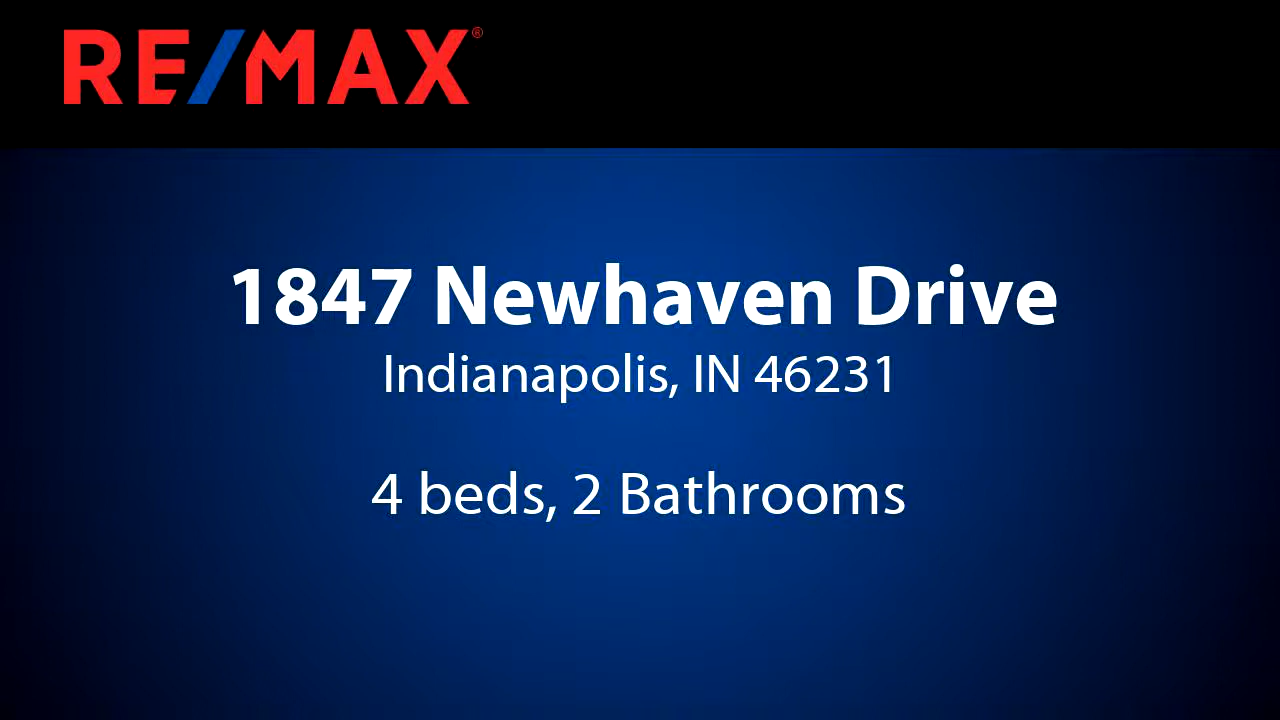 RE/MAX®
1847 Newhaven Drive
Indianapolis, IN 46231
4 beds, 2 Bathrooms